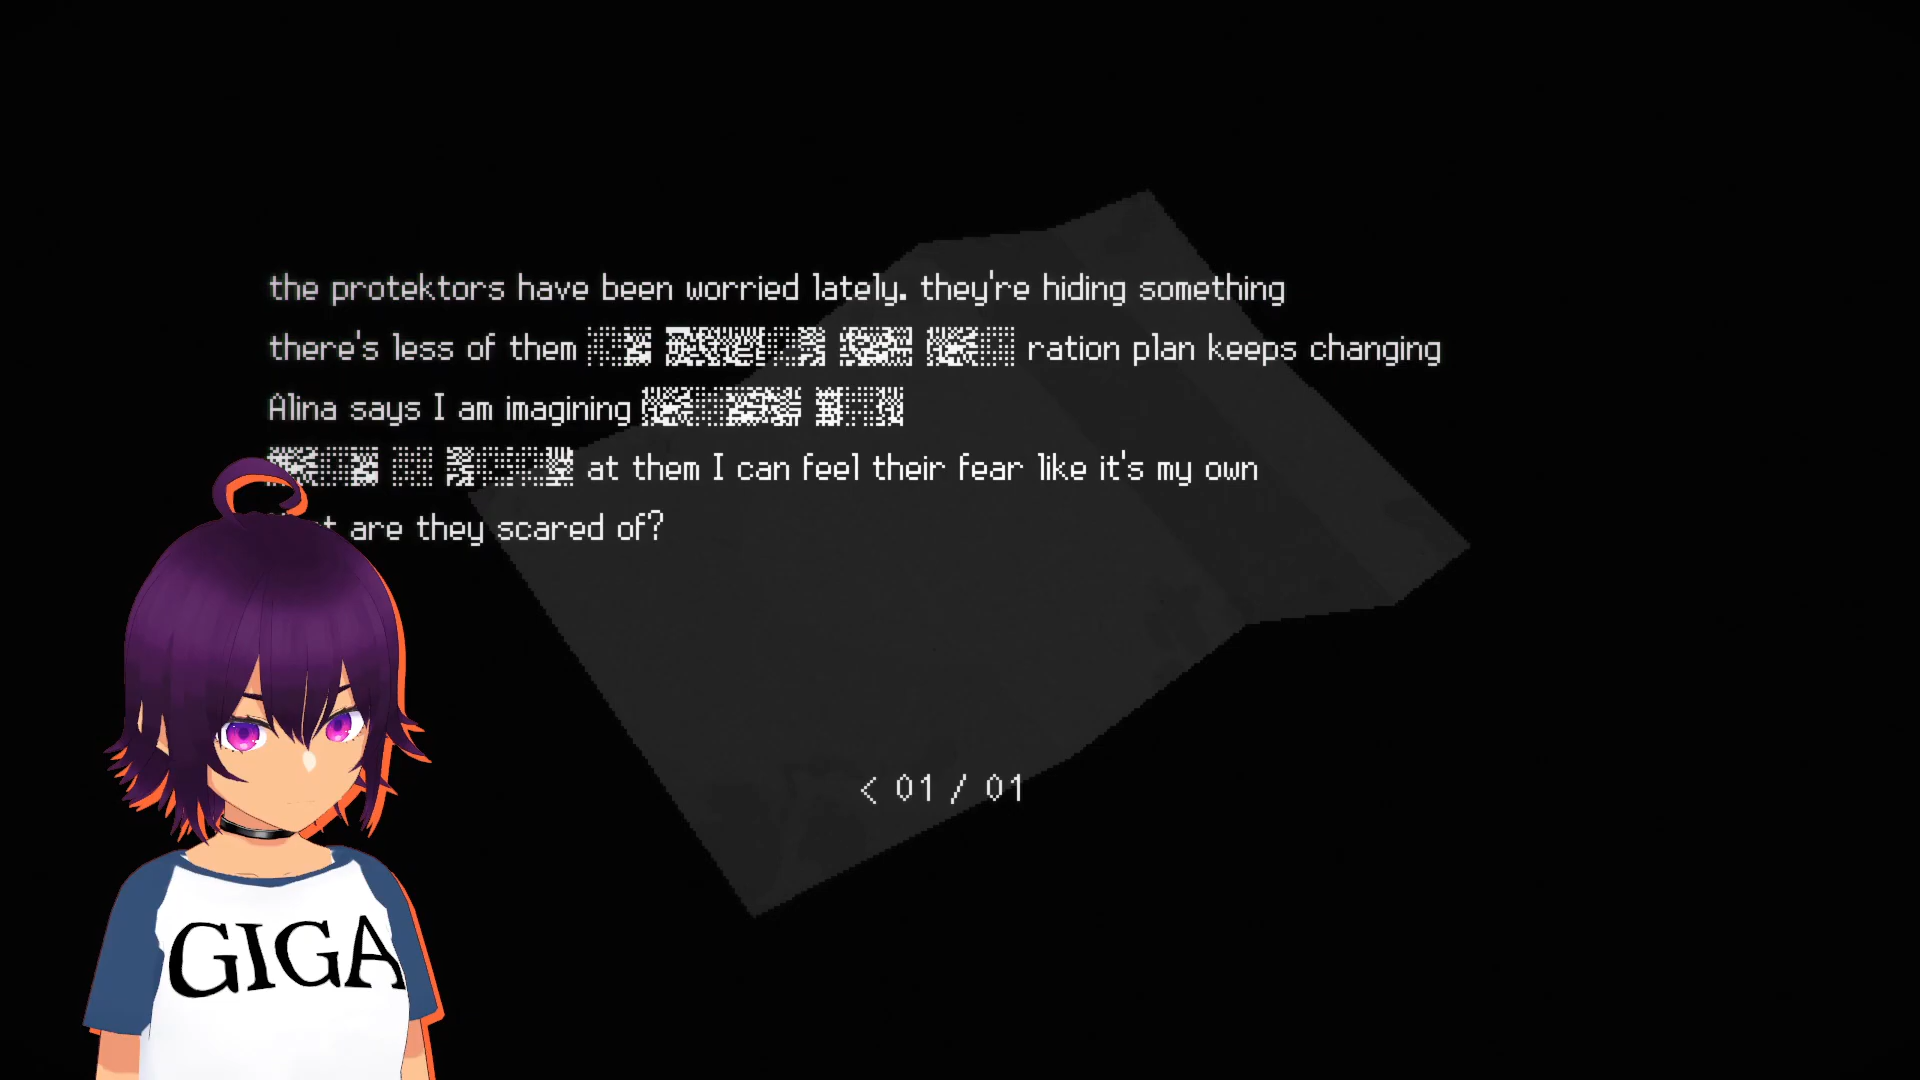 the protektors have been worried lately. they're hiding something
there's less of them ration plan keeps changing
Alina says I am imagining
at them I can feel their fear like it's my own
are they scared of?
< 01 / 01
GIGA